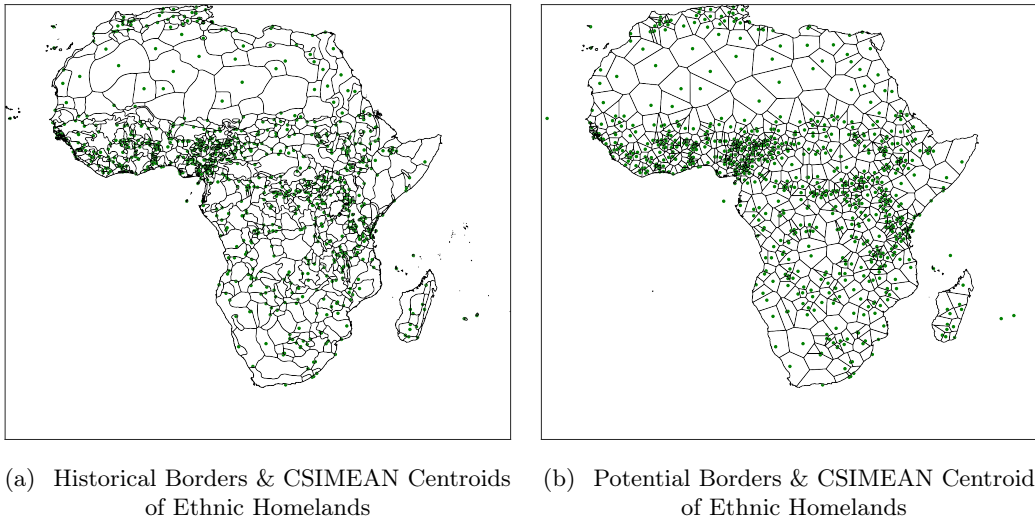 (a) Historical Borders & CSIMEAN Centroids
of Ethnic Homelands
(b) Potential Borders & CSIMEAN Centroid
of Ethnic Homelands